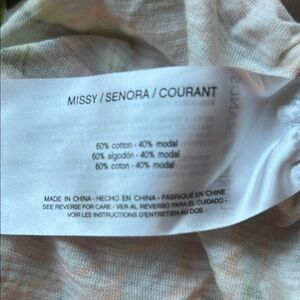 MISSY / SENORA / COURANT
60% cotton - 40% modal
60% algodón - 40% modal
60% coton - 40% modal
MADE IN CHINA - HECHO EN CHINA - FABRIQUÉ EN CHINE
SEE REVERSE FOR CARE - VER AL REVERSO PARA EL CUIDADO -
VOIR LES INSTRUCTIONS D'ENTRETIEN AU DOS